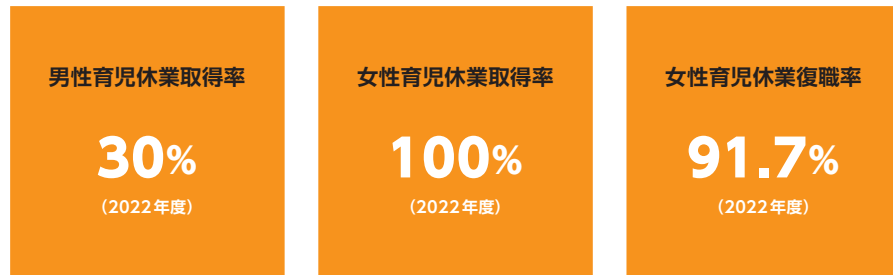 男性育児休業取得率
30%
（2022年度）
女性育児休業取得率
100%
（2022年度）
女性育児休業復職率
91.7%
（2022年度）